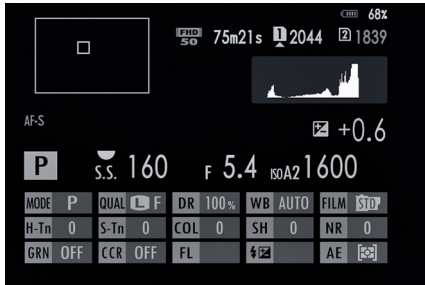 68%
FHD 50 75m21s 1 2044 2 1839
AF-S
+0.6
P S.S. 160 F 5.4 ISO A2 1600
MODE P QUAL L F DR 100% WB AUTO FILM STD
H-Tn 0 S-Tn 0 COL 0 SH 0 NR 0
GRN OFF CCR OFF FL AE